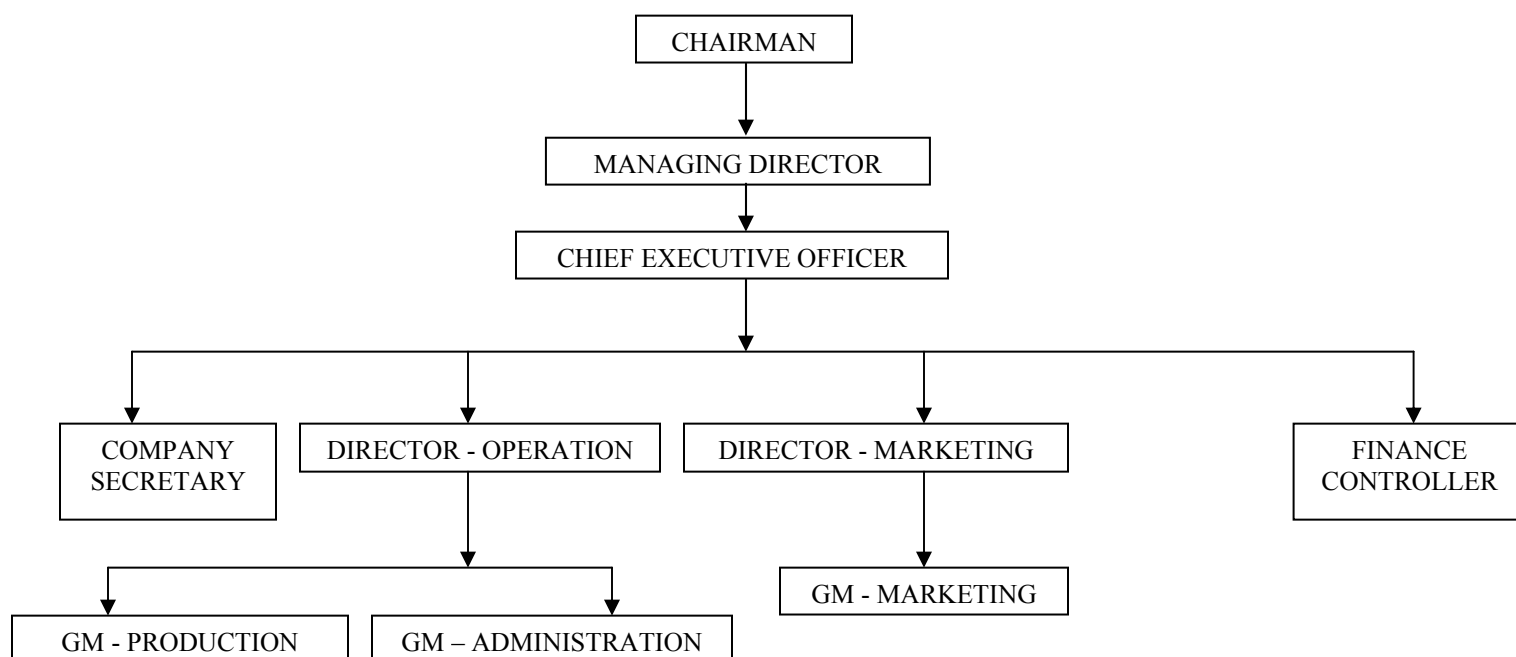 CHAIRMAN
MANAGING DIRECTOR
CHIEF EXECUTIVE OFFICER
COMPANY
SECRETARY
DIRECTOR - OPERATION
DIRECTOR - MARKETING
FINANCE
CONTROLLER
GM - MARKETING
GM - PRODUCTION
GM – ADMINISTRATION